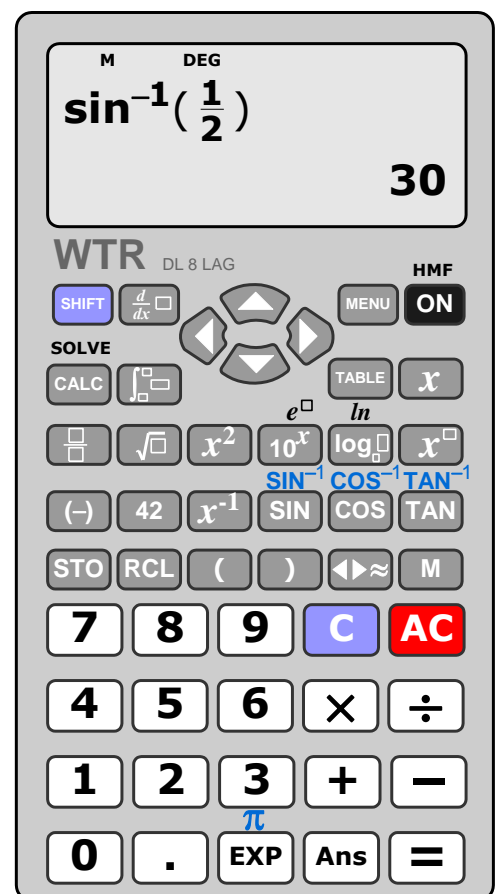 M DEG
sin⁻¹(1/2)
30
WTR DL 8 LAG
HMF
SHIFT d/dx □ MENU ON
SOLVE
CALC ∫□ TABLE x
e□ ln
□/□ √□ x² 10ˣ log□□ x□
SIN⁻¹ COS⁻¹ TAN⁻¹
(–) 42 x⁻¹ SIN COS TAN
STO RCL ( ) ◀▶≈ M
7 8 9 C AC
4 5 6 × ÷
1 2 3 + −
π
0 . EXP Ans =